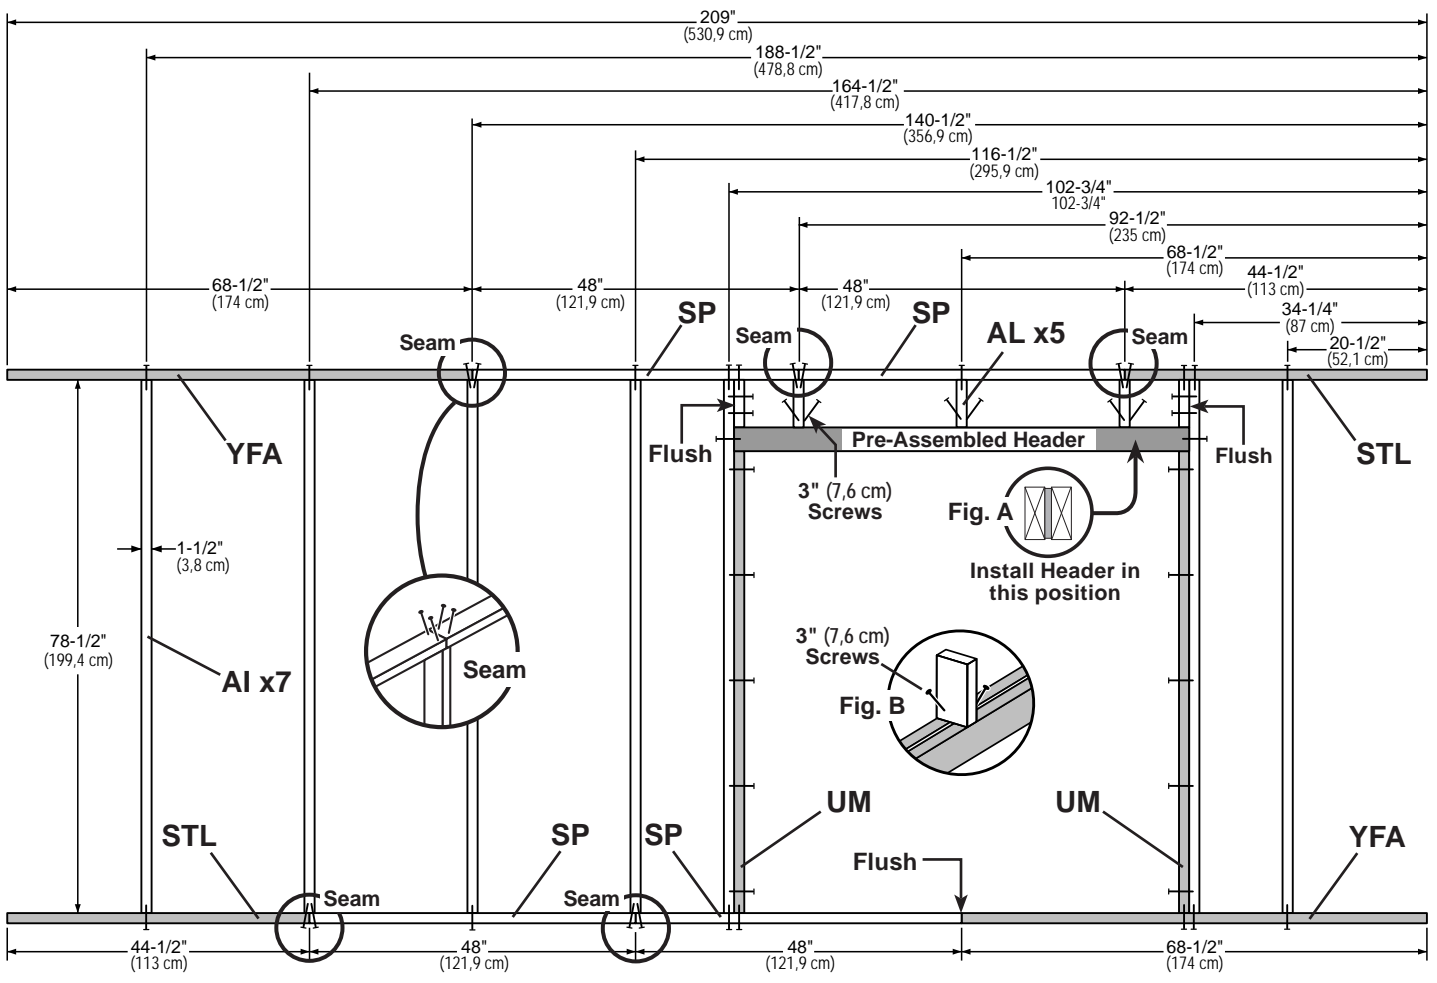 209"
(530,9 cm)
188-1/2"
(478,8 cm)
164-1/2"
(417,8 cm)
140-1/2"
(356,9 cm)
116-1/2"
(295,9 cm)
102-3/4"
102-3/4"
92-1/2"
(235 cm)
68-1/2"
(174 cm)
68-1/2"
(174 cm)
48"
(121,9 cm)
48"
(121,9 cm)
44-1/2"
(113 cm)
34-1/4"
(87 cm)
20-1/2"
(52,1 cm)
SP
SP
AL x5
Seam
Seam
Seam
YFA
Flush
Pre-Assembled Header
Flush
STL
3" (7,6 cm)
Screws
Fig. A
Install Header in
this position
1-1/2"
(3,8 cm)
78-1/2"
(199,4 cm)
AI x7
Seam
3" (7,6 cm)
Screws
Fig. B
UM
UM
STL
SP
SP
Flush
YFA
Seam
Seam
44-1/2"
(113 cm)
48"
(121,9 cm)
48"
(121,9 cm)
68-1/2"
(174 cm)